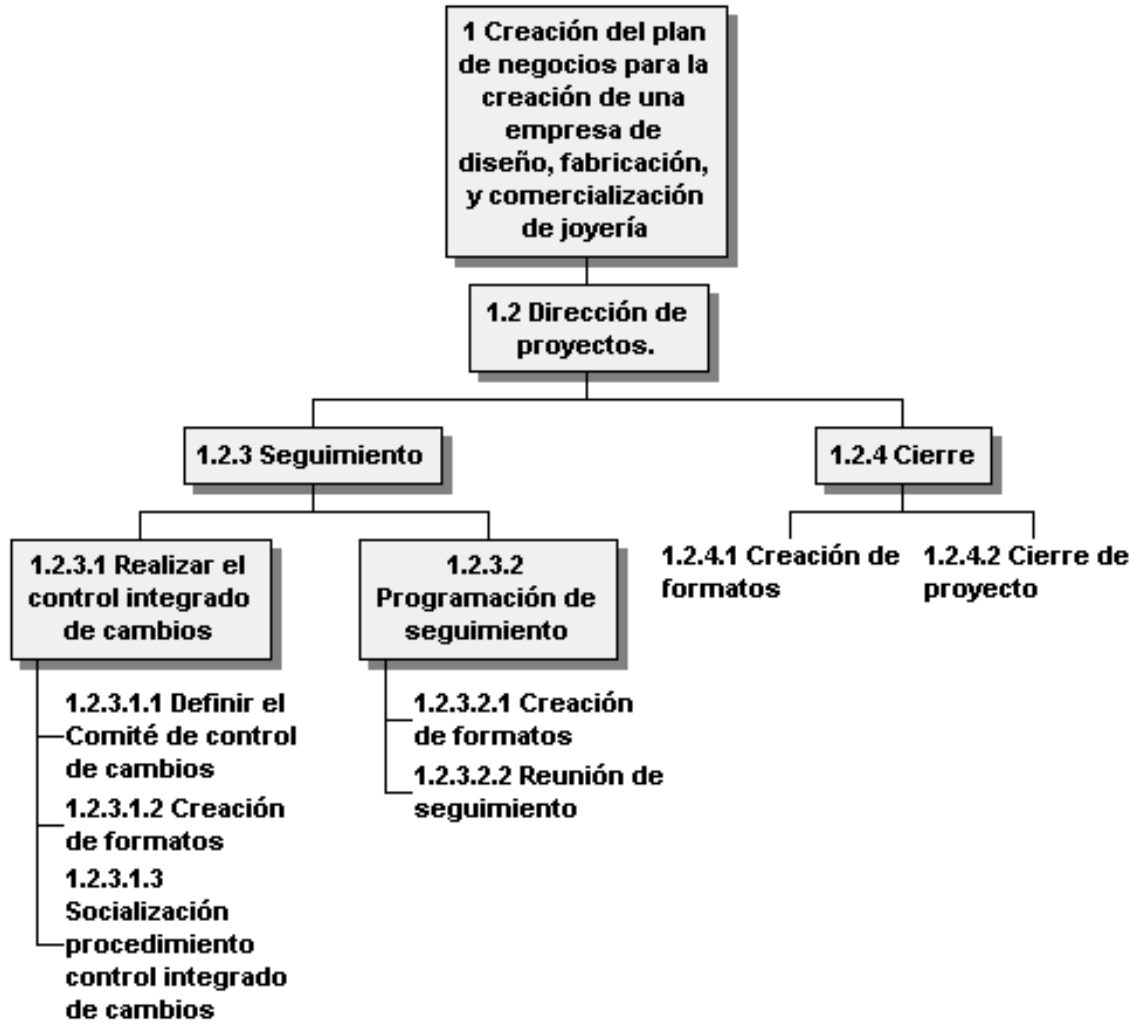 1 Creación del plan
de negocios para la
creación de una
empresa de
diseño, fabricación,
y comercialización
de joyería
1.2 Dirección de
proyectos.
1.2.3 Seguimiento
1.2.4 Cierre
1.2.3.1 Realizar el
control integrado
de cambios
1.2.3.2
Programación de
seguimiento
1.2.4.1 Creación de
formatos
1.2.4.2 Cierre de
proyecto
1.2.3.1.1 Definir el
Comité de control
de cambios
1.2.3.1.2 Creación
de formatos
1.2.3.1.3
Socialización
procedimiento
control integrado
de cambios
1.2.3.2.1 Creación
de formatos
1.2.3.2.2 Reunión de
seguimiento